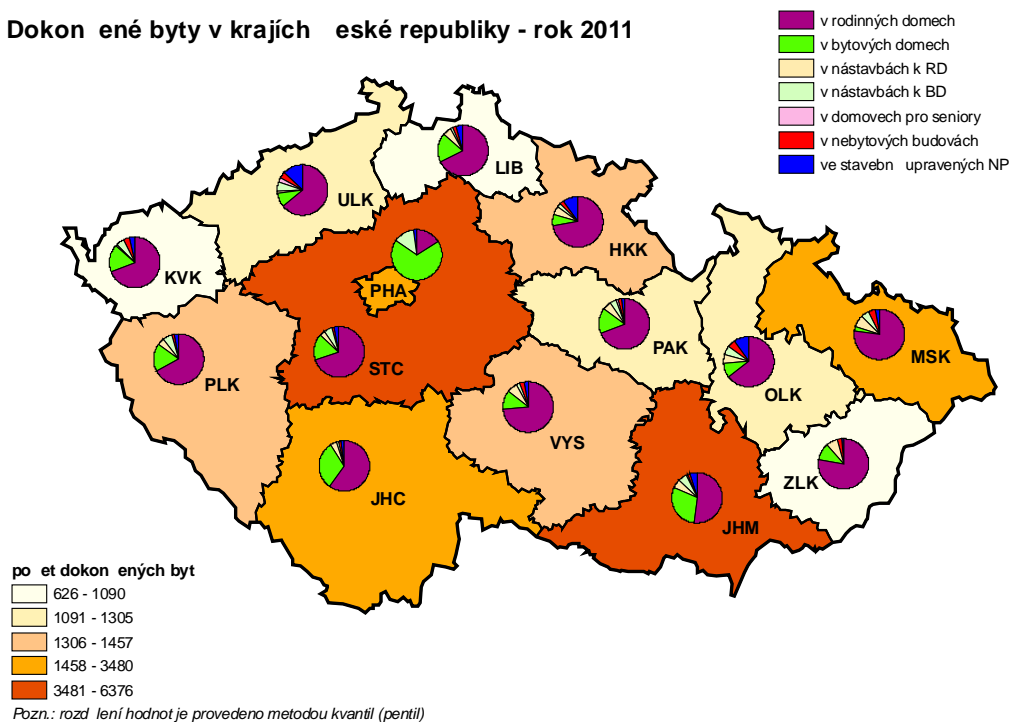 Dokon ené byty v krajích eské republiky - rok 2011
v rodinných domech
v bytových domech
v nástavbách k RD
v nástavbách k BD
v domovech pro seniory
v nebytových budovách
ve stavebn upravených NP
LIB
ULK
HKK
KVK
PHA
PAK
MSK
STC
PLK
OLK
VYS
ZLK
JHC
JHM
po et dokon ených byt
626 - 1090
1091 - 1305
1306 - 1457
1458 - 3480
3481 - 6376
Pozn.: rozd lení hodnot je provedeno metodou kvantil (pentil)